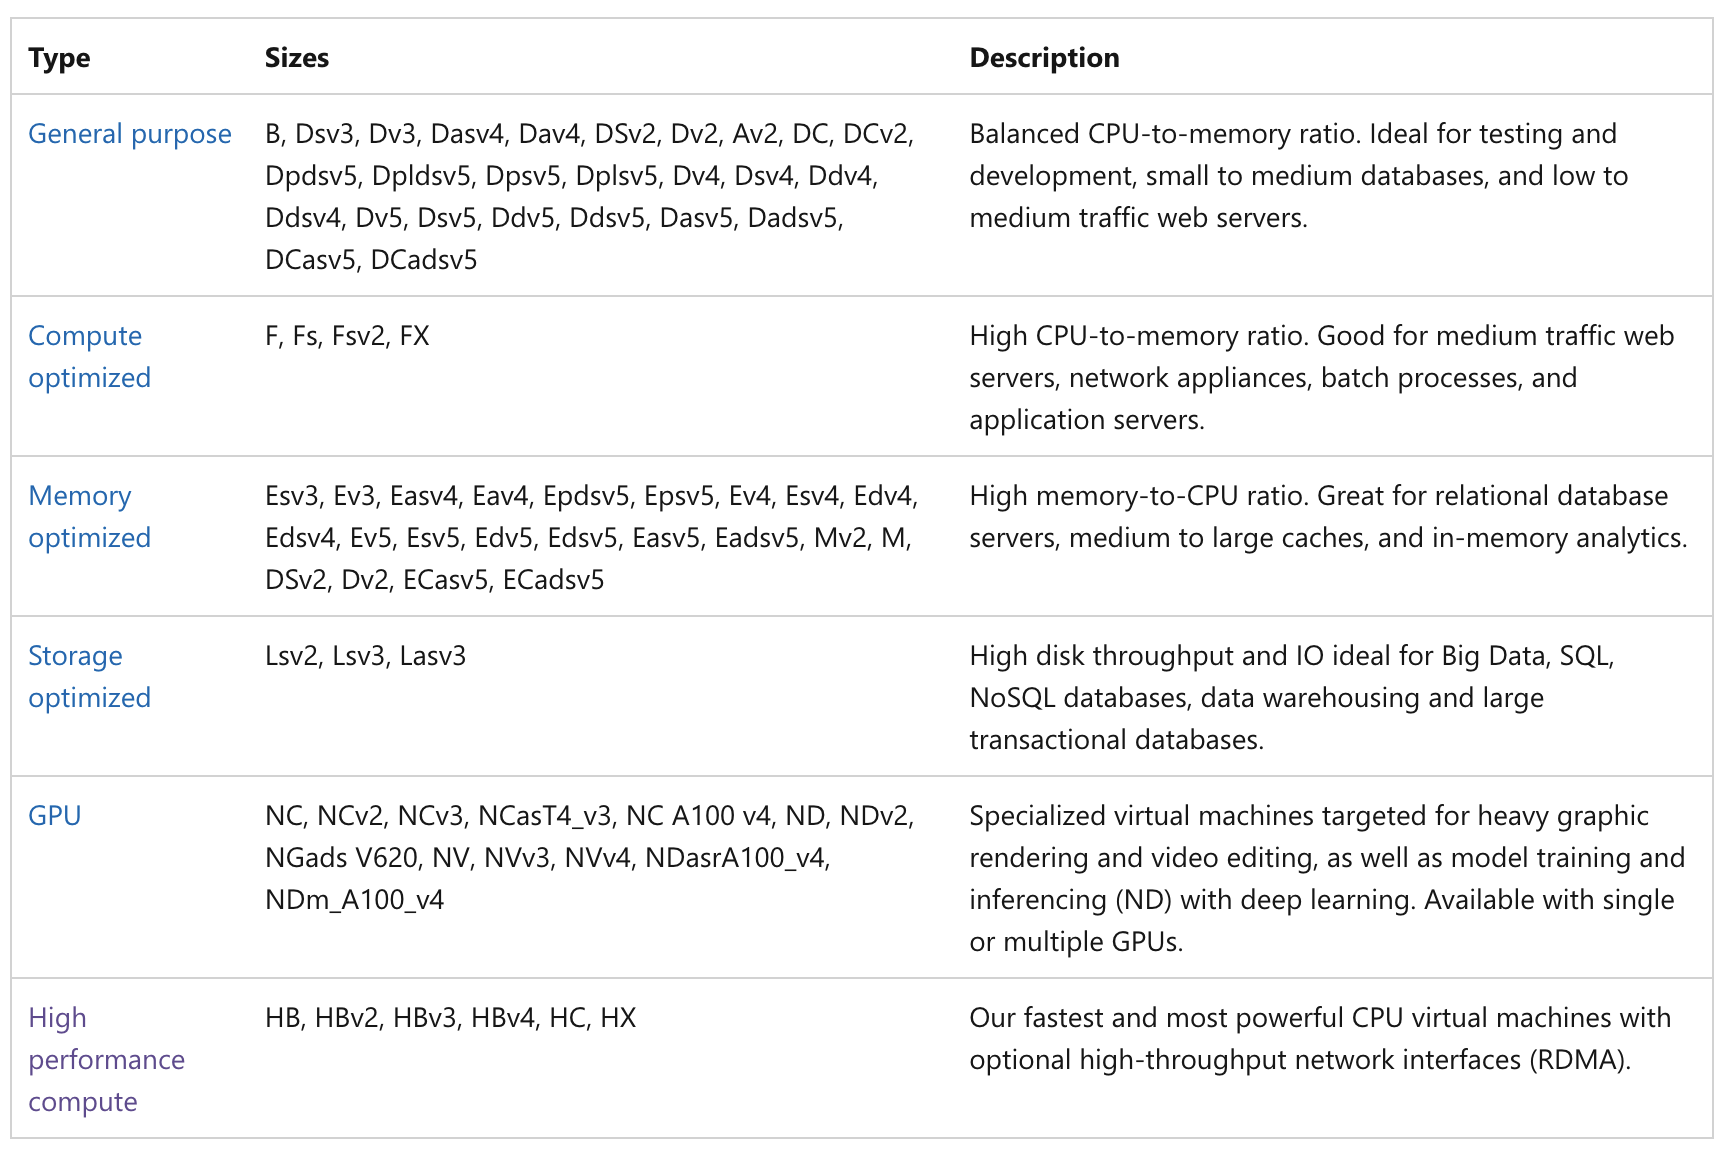 Type Sizes Description
General purpose
B, Dsv3, Dv3, Dasv4, Dav4, DSv2, Dv2, Av2, DC, DCv2,
Dpdsv5, Dpldsv5, Dpsv5, Dplsv5, Dv4, Dsv4, Ddv4,
Ddsv4, Dv5, Dsv5, Ddv5, Ddsv5, Dasv5, Dadsv5,
DCasv5, DCadsv5
Balanced CPU-to-memory ratio. Ideal for testing and
development, small to medium databases, and low to
medium traffic web servers.
Compute
optimized
F, Fs, Fsv2, FX
High CPU-to-memory ratio. Good for medium traffic web
servers, network appliances, batch processes, and
application servers.
Memory
optimized
Esv3, Ev3, Easv4, Eav4, Epdsv5, Epsv5, Ev4, Esv4, Edv4,
Edsv4, Ev5, Esv5, Edv5, Edsv5, Easv5, Eadsv5, Mv2, M,
DSv2, Dv2, ECasv5, ECadsv5
High memory-to-CPU ratio. Great for relational database
servers, medium to large caches, and in-memory analytics.
Storage
optimized
Lsv2, Lsv3, Lasv3
High disk throughput and IO ideal for Big Data, SQL,
NoSQL databases, data warehousing and large
transactional databases.
GPU
NC, NCv2, NCv3, NCasT4_v3, NC A100 v4, ND, NDv2,
NGads V620, NV, NVv3, NVv4, NDasrA100_v4,
NDm_A100_v4
Specialized virtual machines targeted for heavy graphic
rendering and video editing, as well as model training and
inferencing (ND) with deep learning. Available with single
or multiple GPUs.
High
performance
compute
HB, HBv2, HBv3, HBv4, HC, HX
Our fastest and most powerful CPU virtual machines with
optional high-throughput network interfaces (RDMA).